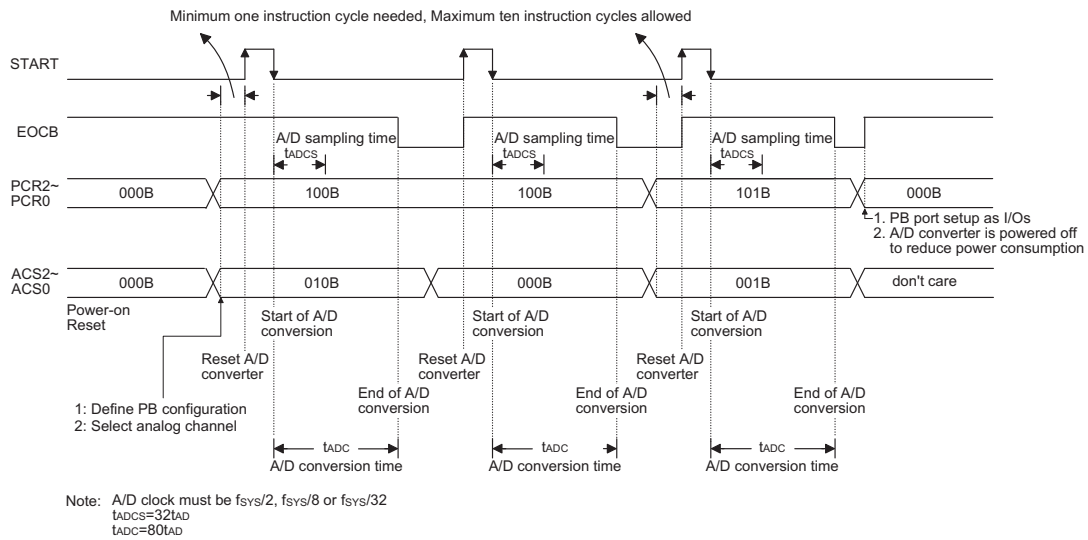 Minimum one instruction cycle needed, Maximum ten instruction cycles allowed
START
EOCB
A/D sampling time
tADCS
A/D sampling time
tADCS
A/D sampling time
tADCS
PCR2~
PCR0
000B
100B
100B
101B
000B
1. PB port setup as I/Os
2. A/D converter is powered off
to reduce power consumption
ACS2~
ACS0
000B
010B
000B
001B
don't care
Power-on
Reset
Start of A/D
conversion
Start of A/D
conversion
Start of A/D
conversion
Reset A/D
converter
Reset A/D
converter
Reset A/D
converter
1: Define PB configuration
2: Select analog channel
End of A/D
conversion
End of A/D
conversion
End of A/D
conversion
tADC
A/D conversion time
tADC
A/D conversion time
tADC
A/D conversion time
Note: A/D clock must be fSYS/2, fSYS/8 or fSYS/32
tADCS=32tAD
tADC=80tAD